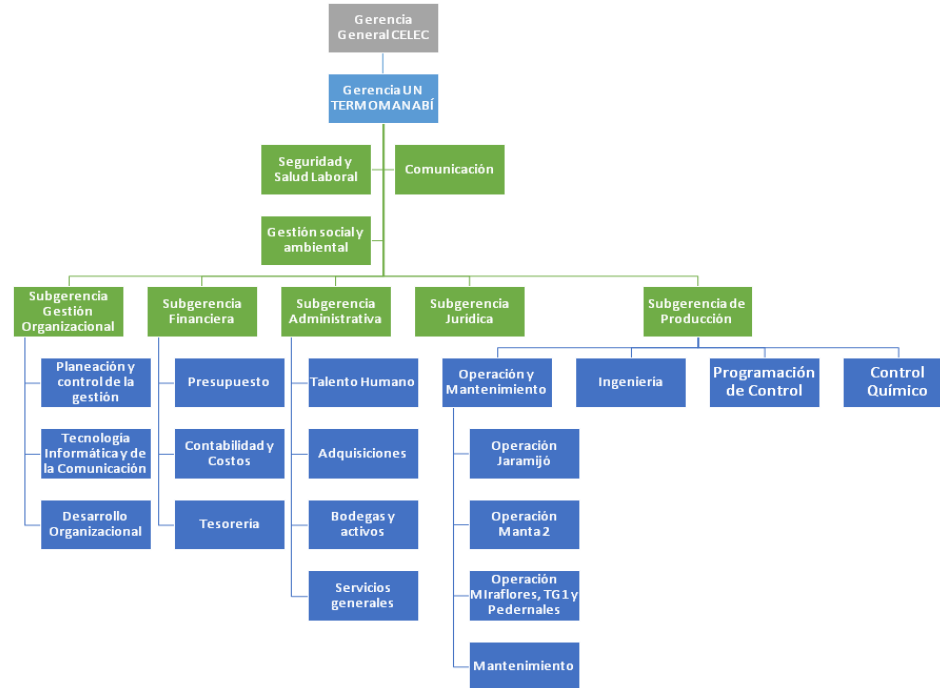 Gerencia
General CELEC
Gerencia UN
TERMOMANABÍ
Seguridad y
Salud Laboral
Comunicación
Gestión social y
ambiental
Subgerencia
Gestión
Organizacional
Subgerencia
Financiera
Subgerencia
Administrativa
Subgerencia
Juridica
Subgerencia de
Producción
Planeación y
control de la
gestión
Tecnología
Informática y de
la Comunicación
Desarrollo
Organizacional
Presupuesto
Contabilidad y
Costos
Tesorería
Talento Humano
Adquisiciones
Bodegas y
activos
Servicios
generales
Operación y
Mantenimiento
Ingenieria
Programación
de Control
Control
Químico
Operación
Jaramijó
Operación
Manta 2
Operación
MIraflores, TG1 y
Pedernales
Mantenimiento